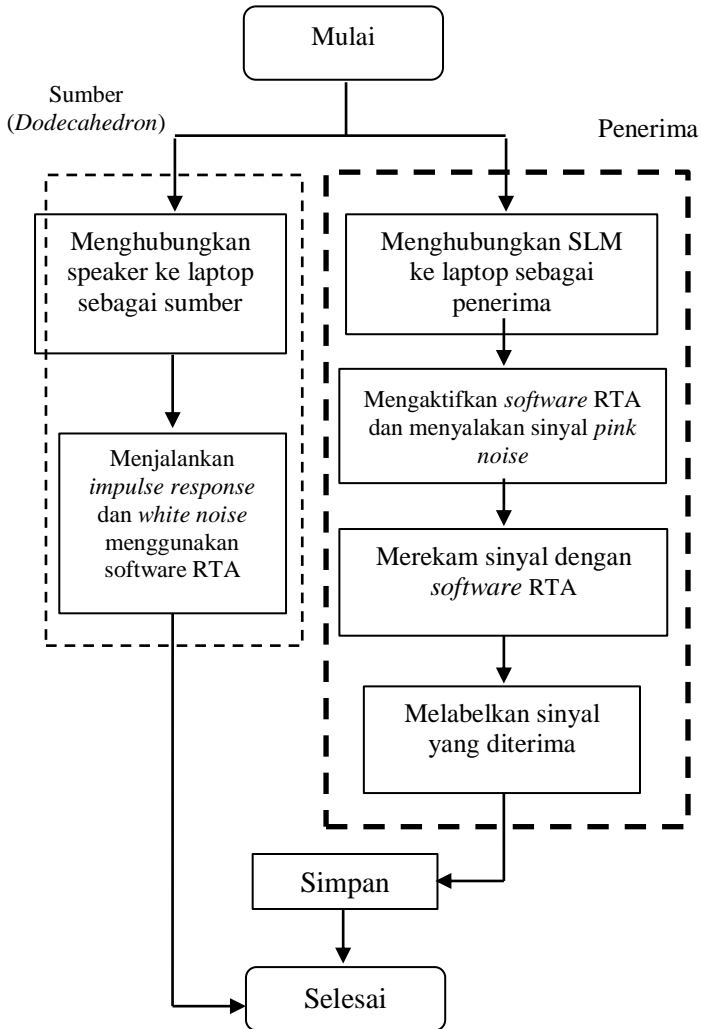 Mulai
Sumber
(Dodecahedron)
Penerima
Menghubungkan
speaker ke laptop
sebagai sumber
Menjalankan
impulse response
dan white noise
menggunakan
software RTA
Menghubungkan SLM
ke laptop sebagai
penerima
Mengaktifkan software RTA
dan menyalakan sinyal pink
noise
Merekam sinyal dengan
software RTA
Melabelkan sinyal
yang diterima
Simpan
Selesai